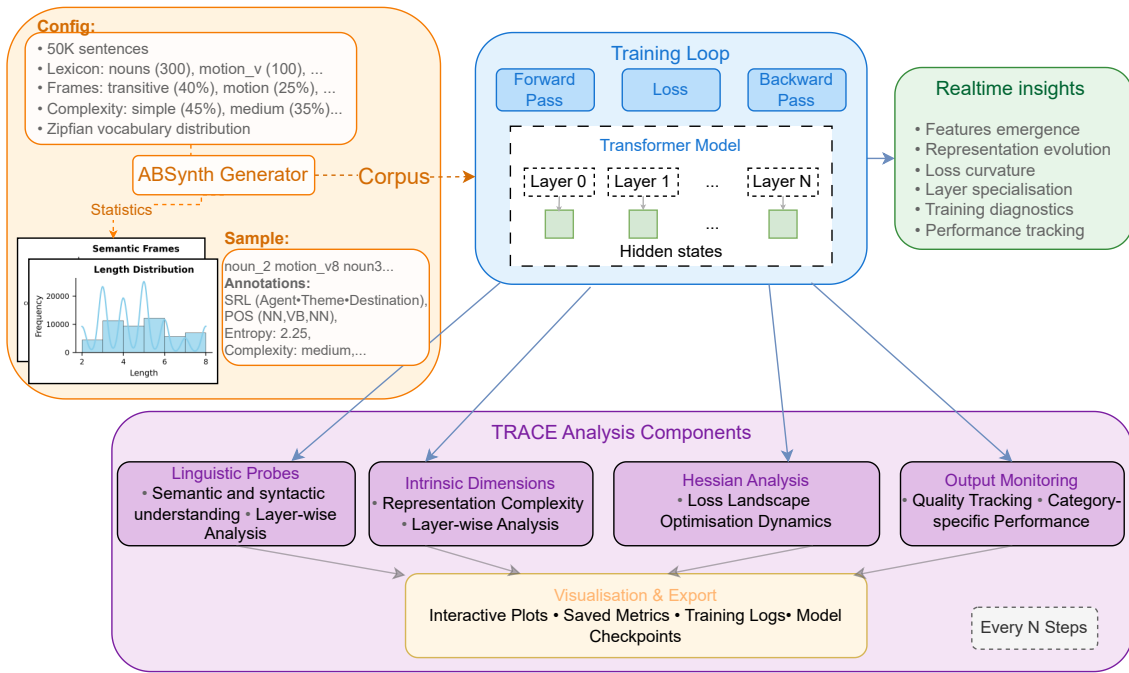 Config:
• 50K sentences
• Lexicon: nouns (300), motion_v (100), ...
• Frames: transitive (40%), motion (25%), ...
• Complexity: simple (45%), medium (35%)...
• Zipfian vocabulary distribution
ABSynth Generator
Corpus
Statistics
Semantic Frames
Length Distribution
Frequency
20000
10000
0
2
4
6
8
Length
Sample:
noun_2 motion_v8 noun3...
Annotations:
SRL (Agent•Theme•Destination),
POS (NN,VB,NN),
Entropy: 2.25,
Complexity: medium,...
Training Loop
Forward
Pass
Loss
Backward
Pass
Transformer Model
Layer 0
Layer 1
...
Layer N
...
Hidden states
Realtime insights
• Features emergence
• Representation evolution
• Loss curvature
• Layer specialisation
• Training diagnostics
• Performance tracking
TRACE Analysis Components
Linguistic Probes
• Semantic and syntactic
understanding • Layer-wise
Analysis
Intrinsic Dimensions
• Representation Complexity
• Layer-wise Analysis
Hessian Analysis
• Loss Landscape
Optimisation Dynamics
Output Monitoring
• Quality Tracking • Category-
specific Performance
Visualisation & Export
Interactive Plots • Saved Metrics • Training Logs• Model
Checkpoints
Every N Steps